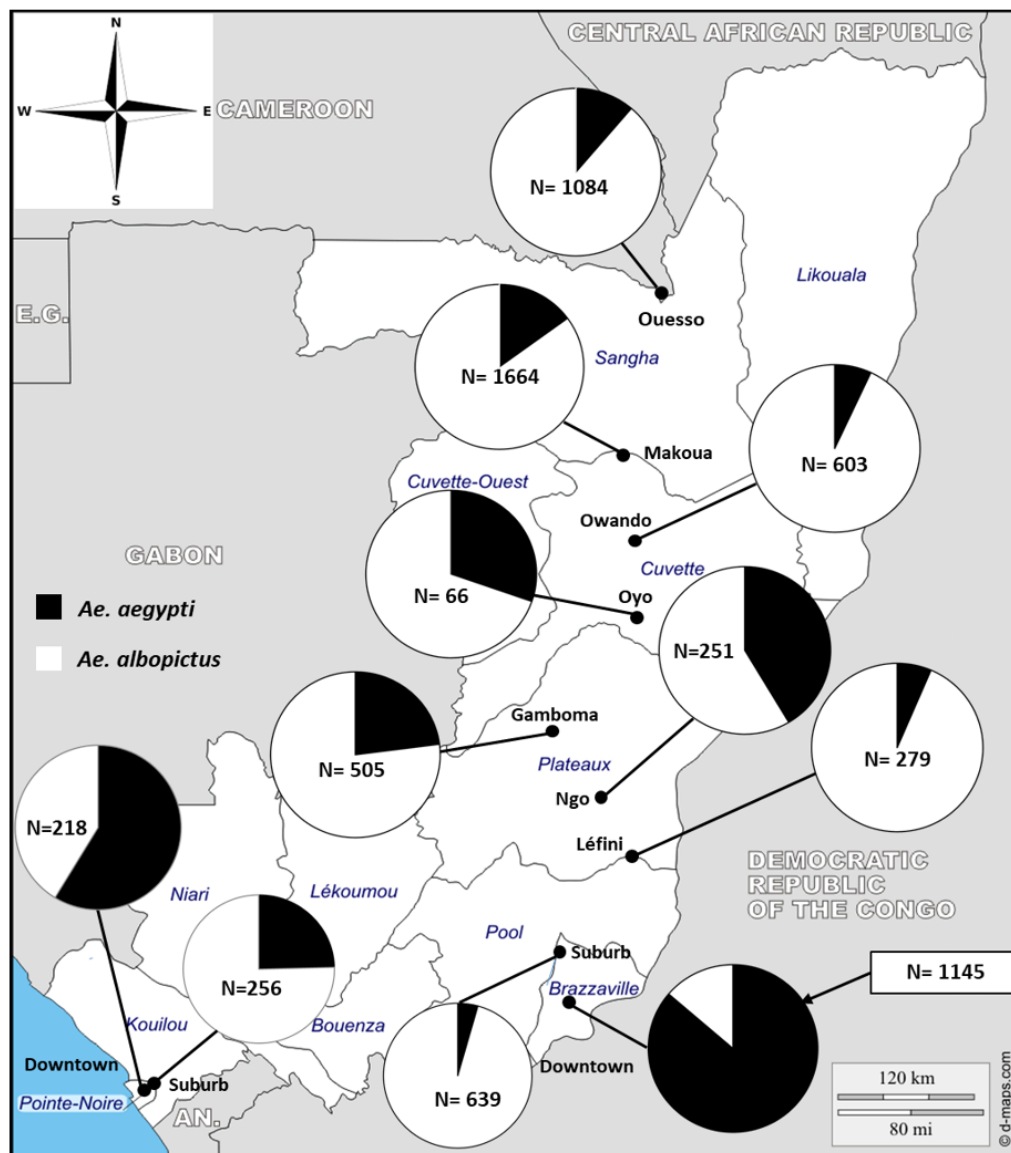 N
W
E
S
CENTRAL AFRICAN REPUBLIC
CAMEROON
N= 1084
Likouala
E.G.
Ouesso
Sangha
N= 1664
Makoua
N= 603
Cuvette-Ouest
Owando
GABON
Cuvette
N= 66
Oyo
Ae. aegypti
N=251
Ae. albopictus
Gamboma
N= 505
Plateaux
N= 279
Ngo
N=218
Léfini
DEMOCRATIC
REPUBLIC
OF THE CONGO
Niari
Lékoumou
Pool
Suburb
N= 1145
N=256
Brazzaville
Kouilou
Bouenza
Downtown
Downtown
Suburb
Pointe-Noire
N= 639
AN.
120 km
80 mi
© d-maps.com